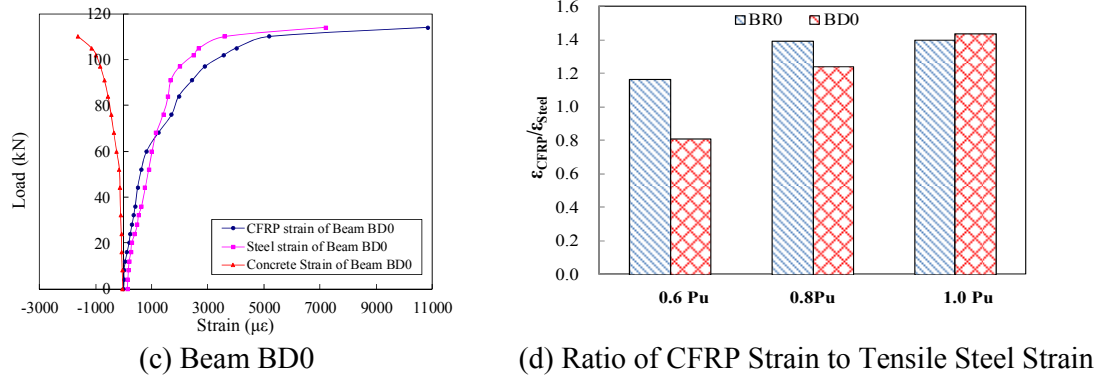 120
100
80
60
40
20
0
Load (kN)
CFRP strain of Beam BD0
Steel strain of Beam BD0
Concrete Strain of Beam BD0
-3000 -1000 1000 3000 5000 7000 9000 11000
Strain (με)
(c) Beam BD0
1.6
1.4
1.2
1.0
0.8
0.6
0.4
0.2
0.0
εCFRP/εSteel
BR0 BD0
0.6 Pu 0.8Pu 1.0 Pu
(d) Ratio of CFRP Strain to Tensile Steel Strain